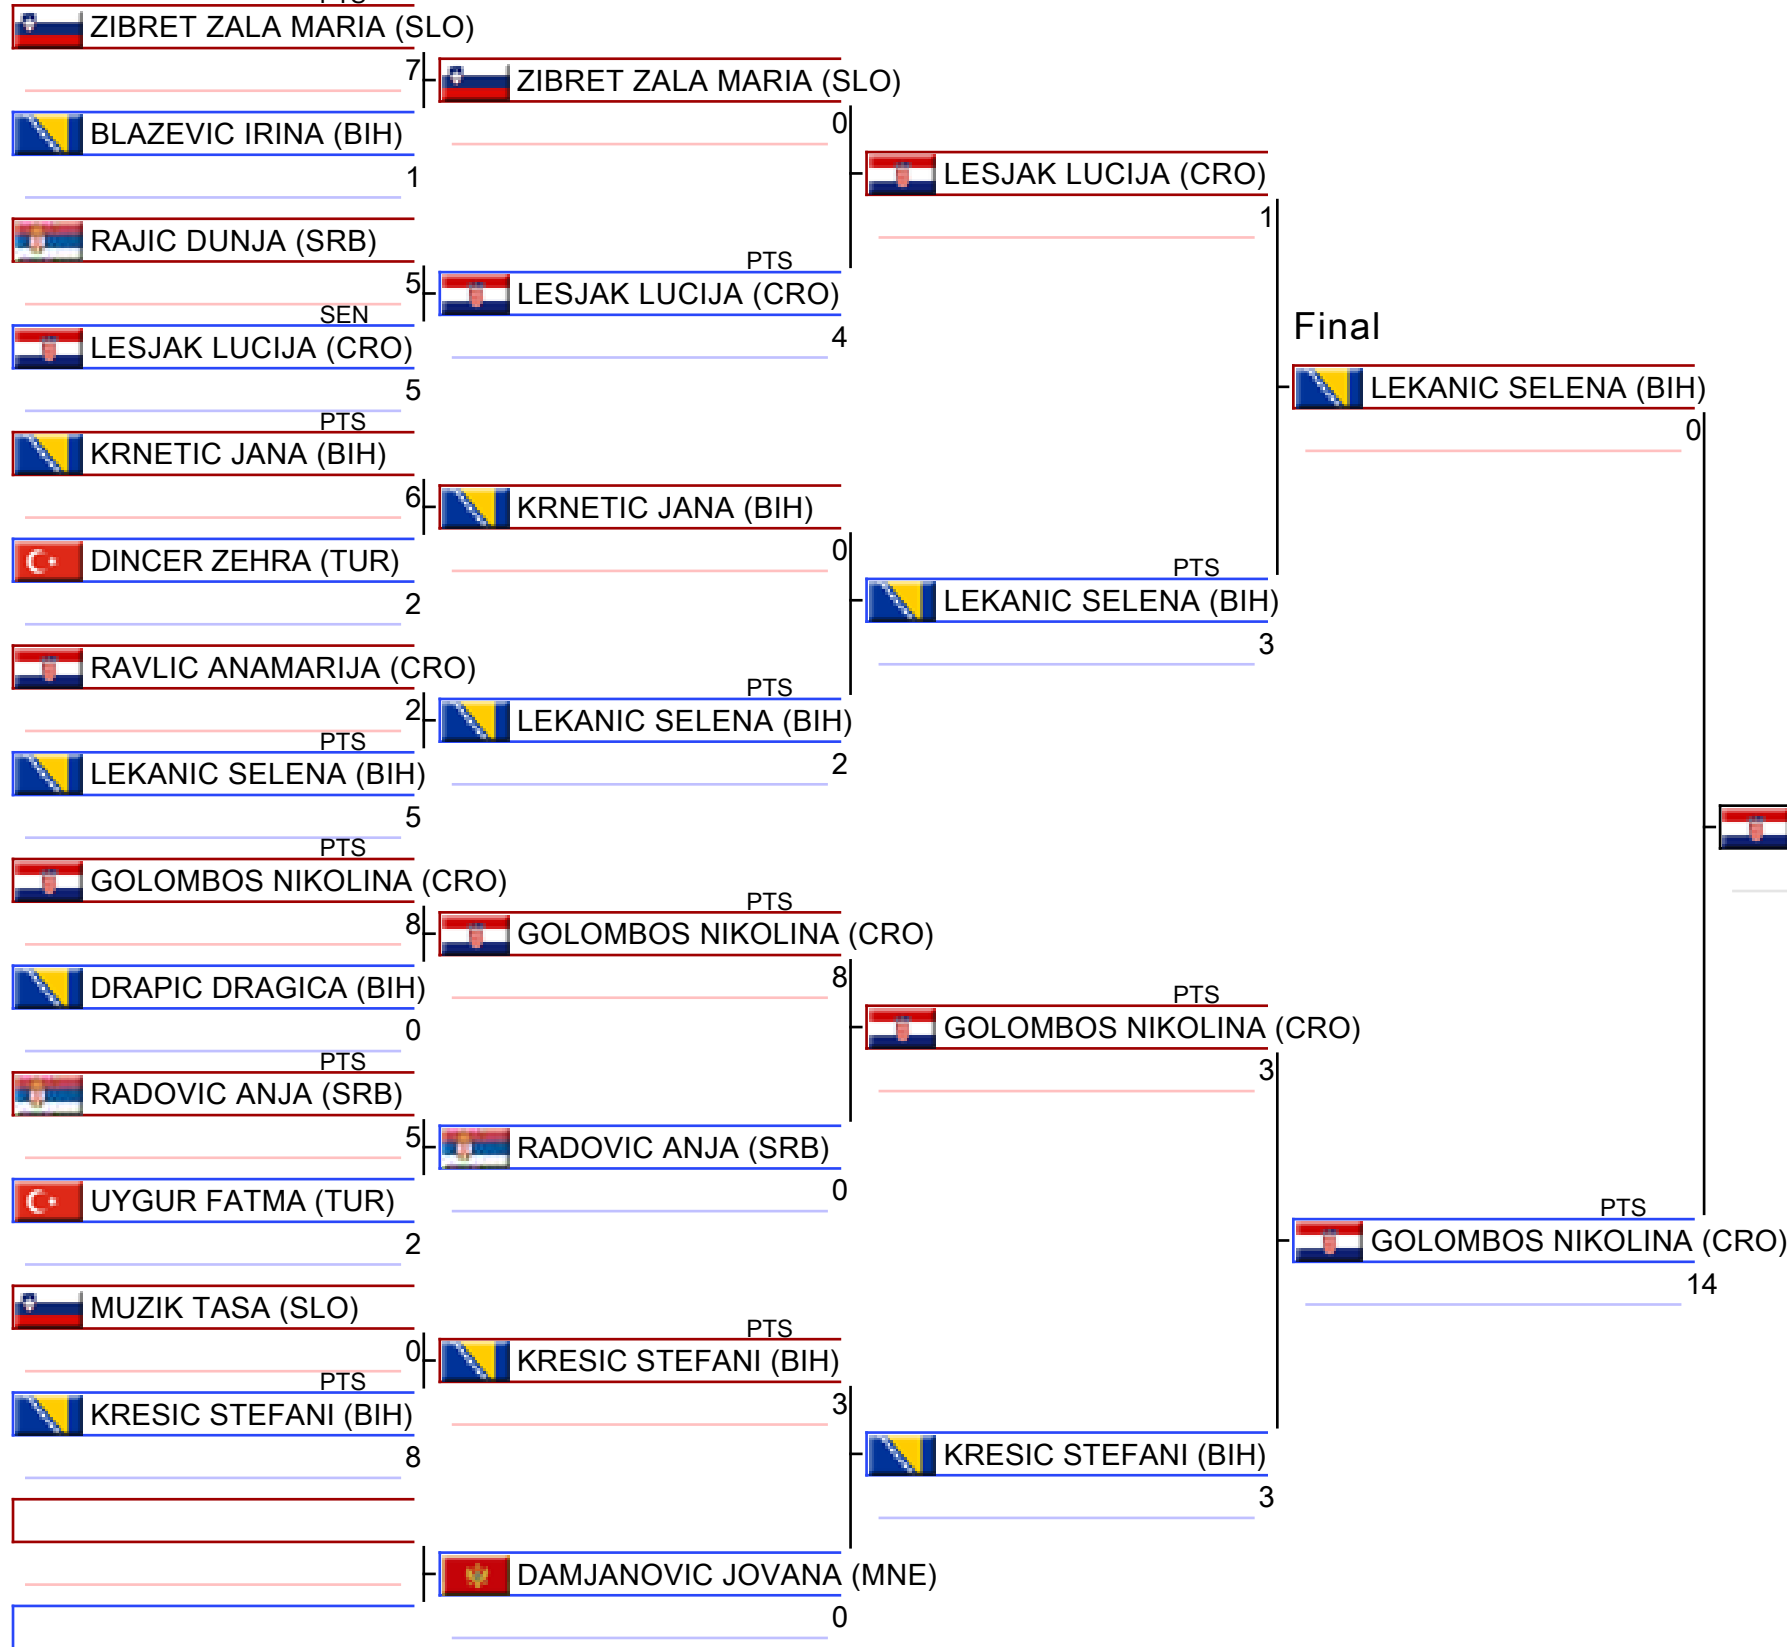 PTS
ZIBRET ZALA MARIA (SLO)
7
BLAZEVIC IRINA (BIH)
1
RAJIC DUNJA (SRB)
5
SEN
LESJAK LUCIJA (CRO)
5
PTS
KRNETIC JANA (BIH)
6
DINCER ZEHRA (TUR)
2
RAVLIC ANAMARIJA (CRO)
2
PTS
LEKANIC SELENA (BIH)
5
PTS
GOLOMBOS NIKOLINA (CRO)
8
DRAPIC DRAGICA (BIH)
0
PTS
RADOVIC ANJA (SRB)
5
UYGUR FATMA (TUR)
2
MUZIK TASA (SLO)
0
PTS
KRESIC STEFANI (BIH)
8
ZIBRET ZALA MARIA (SLO)
0
PTS
LESJAK LUCIJA (CRO)
4
KRNETIC JANA (BIH)
0
PTS
LEKANIC SELENA (BIH)
2
PTS
GOLOMBOS NIKOLINA (CRO)
8
RADOVIC ANJA (SRB)
0
PTS
KRESIC STEFANI (BIH)
3
DAMJANOVIC JOVANA (MNE)
0
LESJAK LUCIJA (CRO)
1
PTS
LEKANIC SELENA (BIH)
3
PTS
GOLOMBOS NIKOLINA (CRO)
3
KRESIC STEFANI (BIH)
3
Final
LEKANIC SELENA (BIH)
0
PTS
GOLOMBOS NIKOLINA (CRO)
14